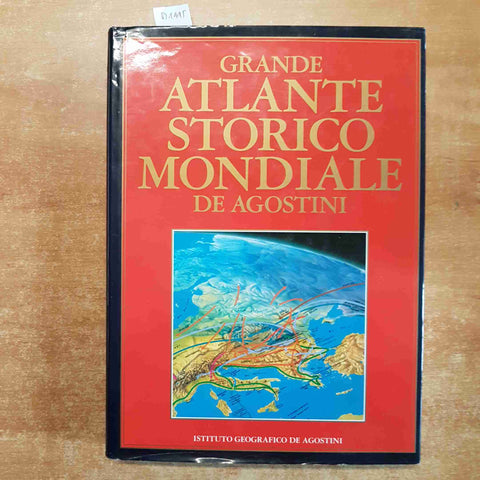 GRANDE
ATLANTE
STORICO
MONDIALE
DE AGOSTINI
ISTITUTO GEOGRAFICO DE AGOSTINI